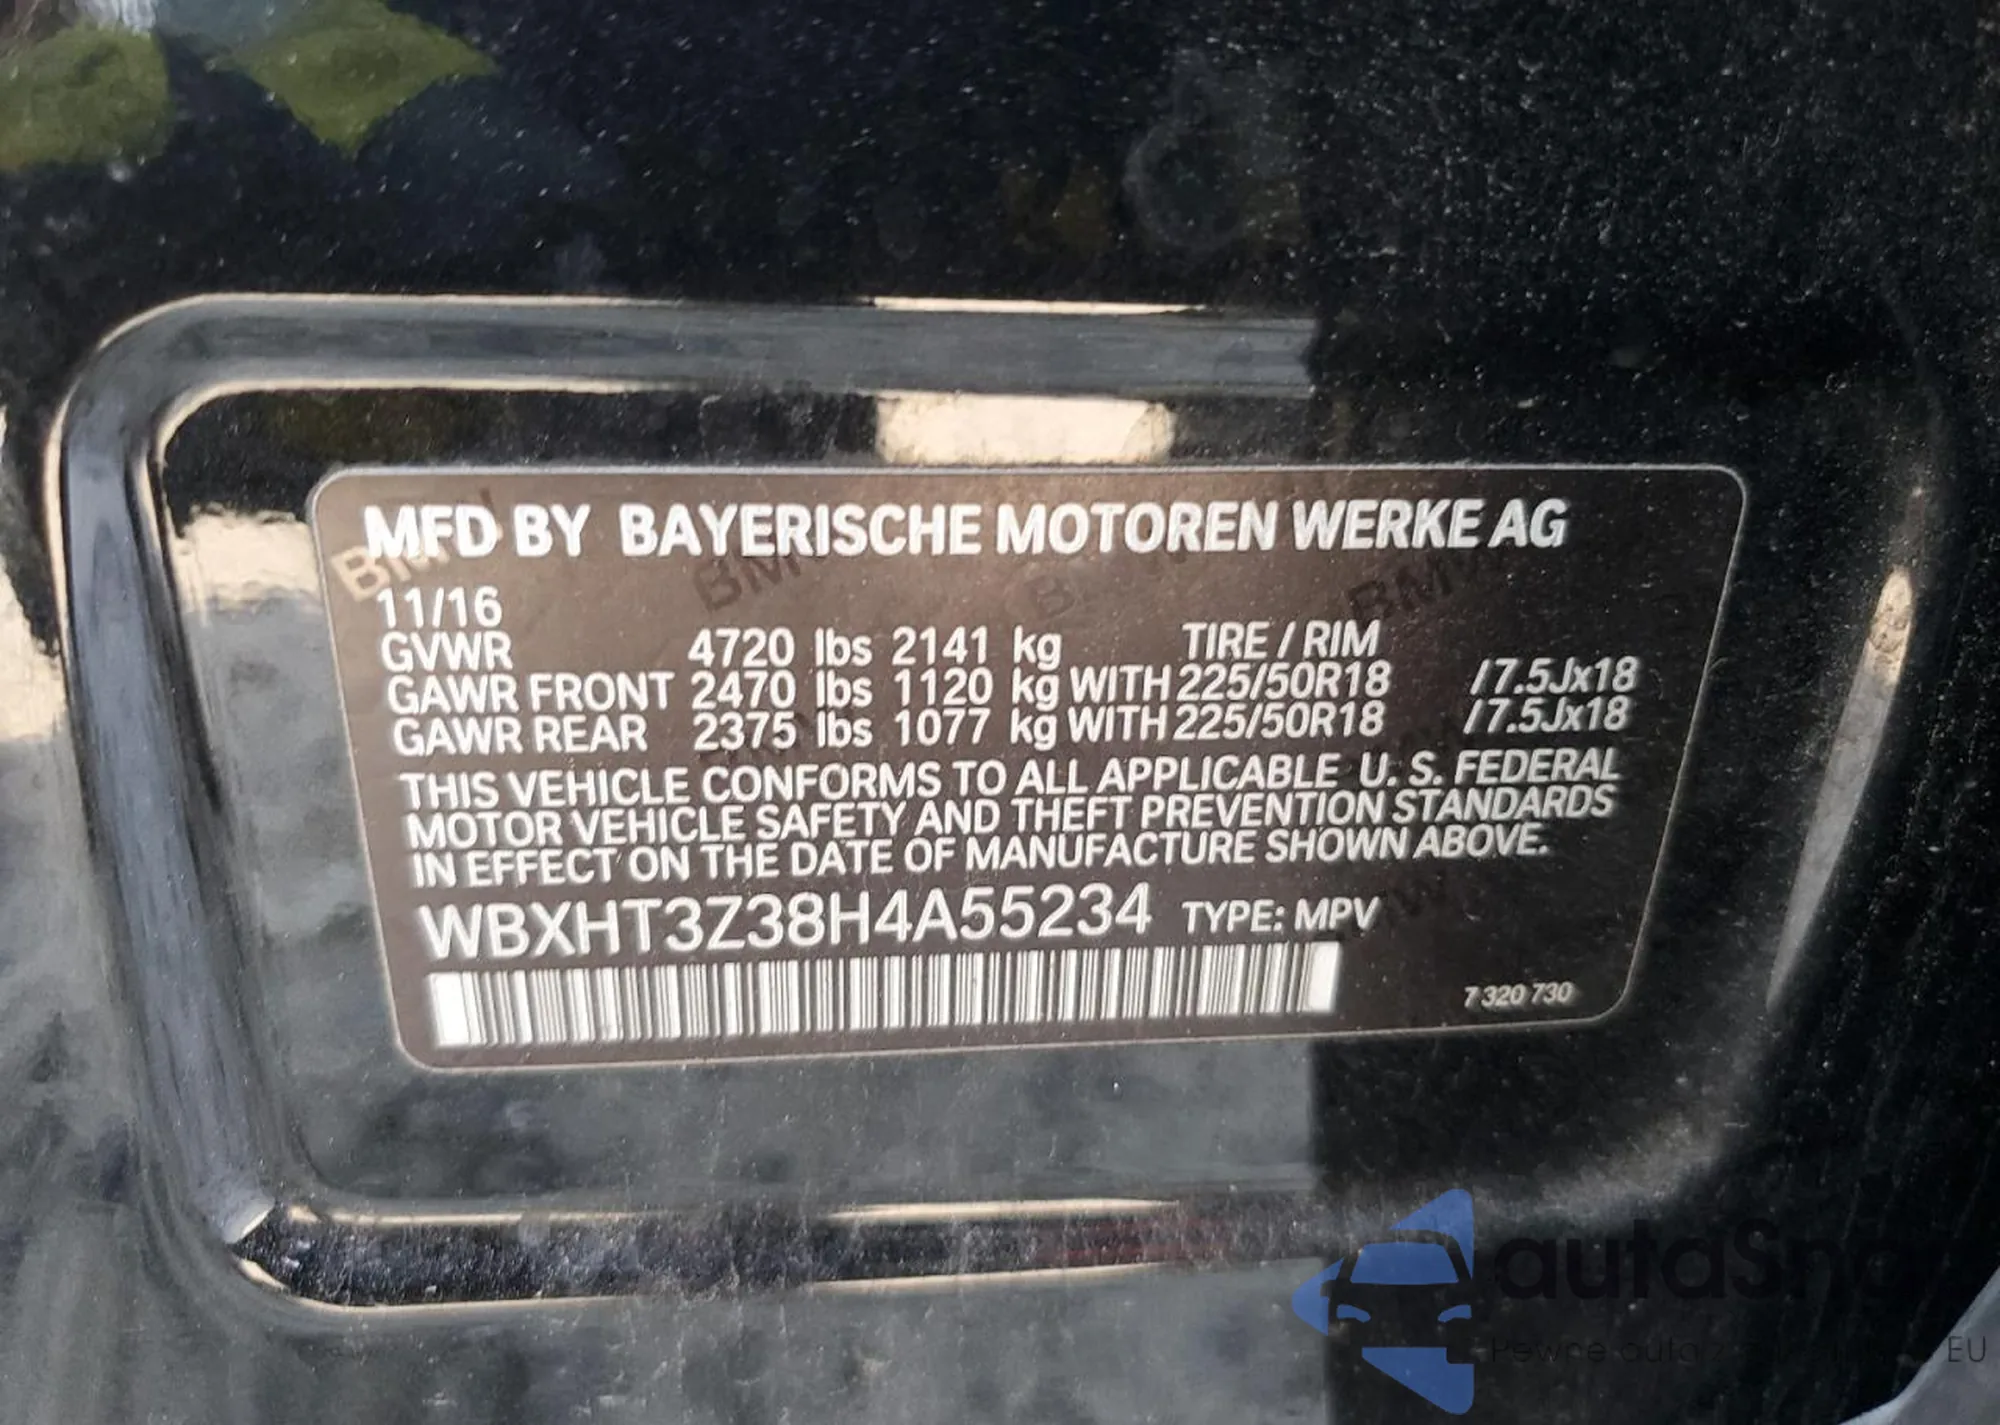 MFD BY BAYERISCHE MOTOREN WERKE AG
11/16
GVWR 4720 lbs 2141 kg TIRE / RIM
GAWR FRONT 2470 lbs 1120 kg WITH 225/50R18 /7.5Jx18
GAWR REAR 2375 lbs 1077 kg WITH 225/50R18 /7.5Jx18
THIS VEHICLE CONFORMS TO ALL APPLICABLE U. S. FEDERAL
MOTOR VEHICLE SAFETY AND THEFT PREVENTION STANDARDS
IN EFFECT ON THE DATE OF MANUFACTURE SHOWN ABOVE.
WBXHT3Z38H4A55234 TYPE: MPV
7 320 730
Pewne auta z EU